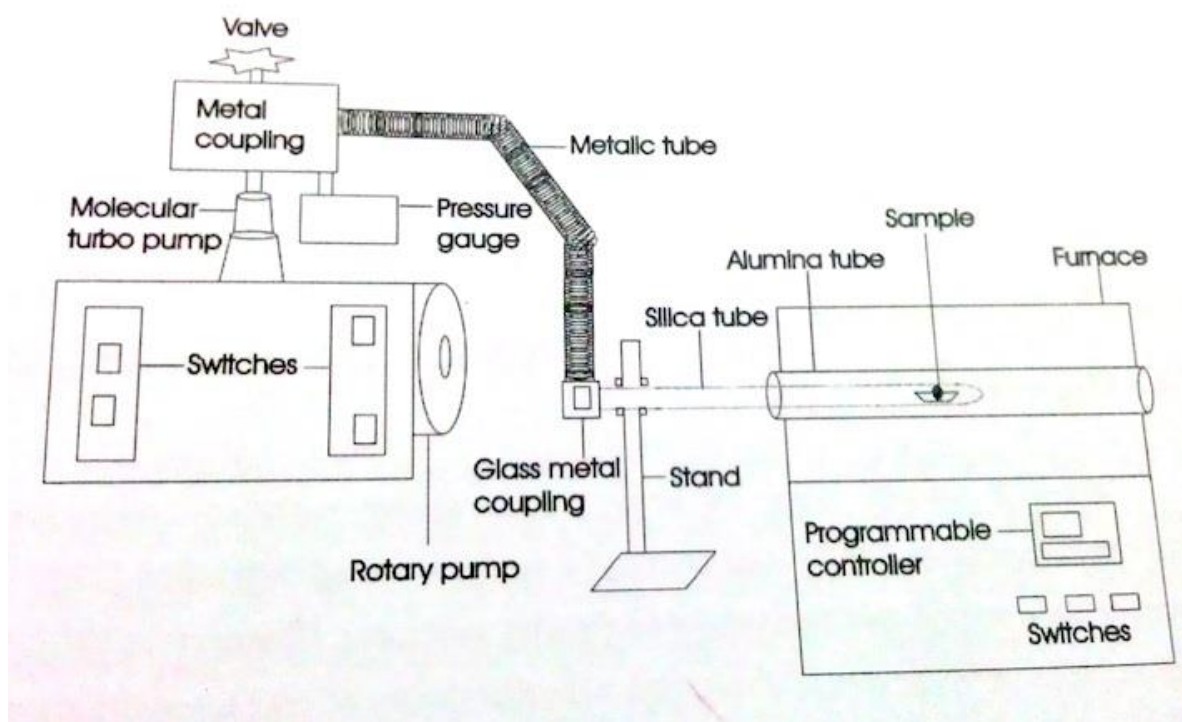 Valve
Metal
coupling
Metalic tube
Molecular
turbo pump
Pressure
gauge
Sample
Alumina tube
Furnace
Silica tube
Switches
Glass metal
coupling
Stand
Rotary pump
Programmable
controller
Switches